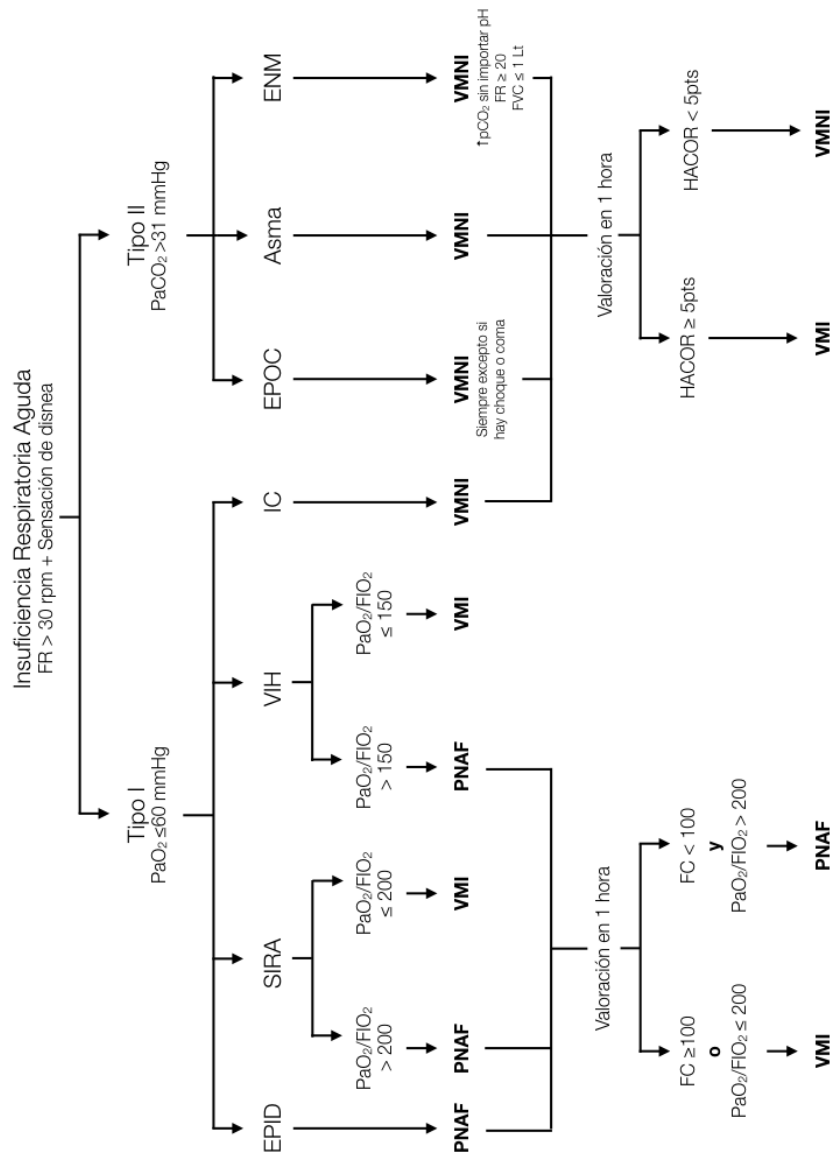 Insuficiencia Respiratoria Aguda
FR > 30 rpm + Sensación de disnea
Tipo I
PaO₂ ≤60 mmHg
Tipo II
PaCO₂ >31 mmHg
EPID
SIRA
VIH
IC
EPOC
Asma
ENM
PaO₂/FIO₂
> 200
PaO₂/FIO₂
≤ 200
PaO₂/FIO₂
> 150
PaO₂/FIO₂
≤ 150
PNAF
PNAF
VMI
PNAF
VMI
VMNI
VMNI
Siempre excepto si
hay choque o coma
VMNI
VMNI
↑pCO₂ sin importar pH
FR ≥ 20
FVC ≤ 1 Lt
Valoración en 1 hora
Valoración en 1 hora
FC ≥100
o
PaO₂/FIO₂ ≤ 200
FC < 100
y
PaO₂/FIO₂ > 200
HACOR ≥ 5pts
HACOR < 5pts
VMI
PNAF
VMI
VMNI